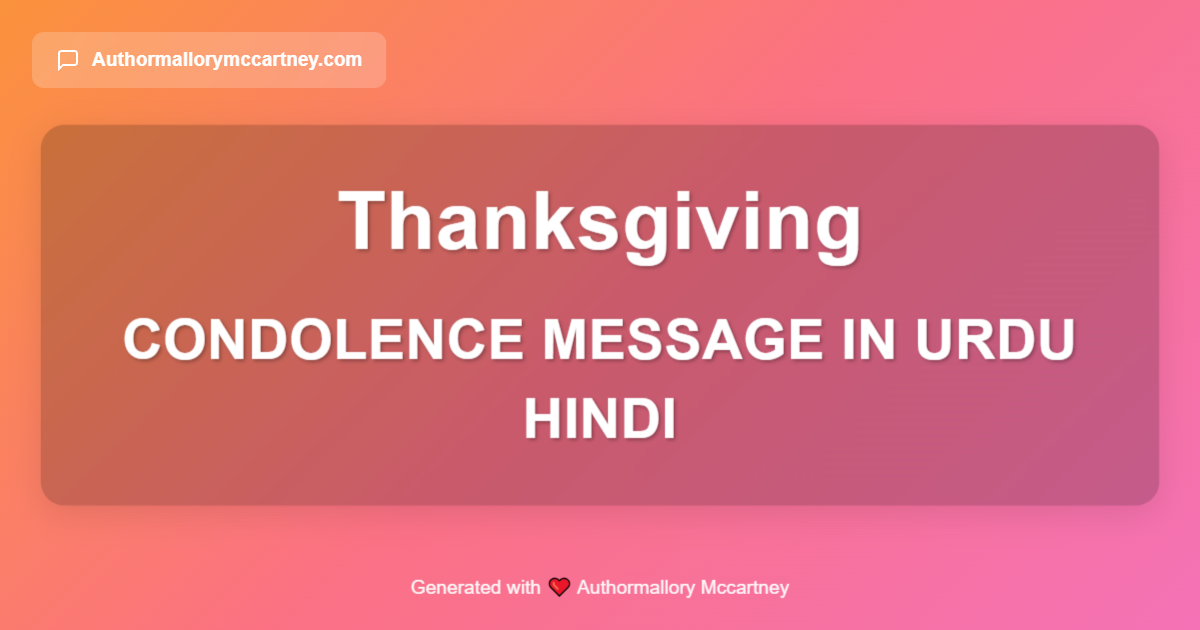 Authormallorymccartney.com
Thanksgiving
CONDOLENCE MESSAGE IN URDU
HINDI
Generated with ❤️ Authormallory Mccartney